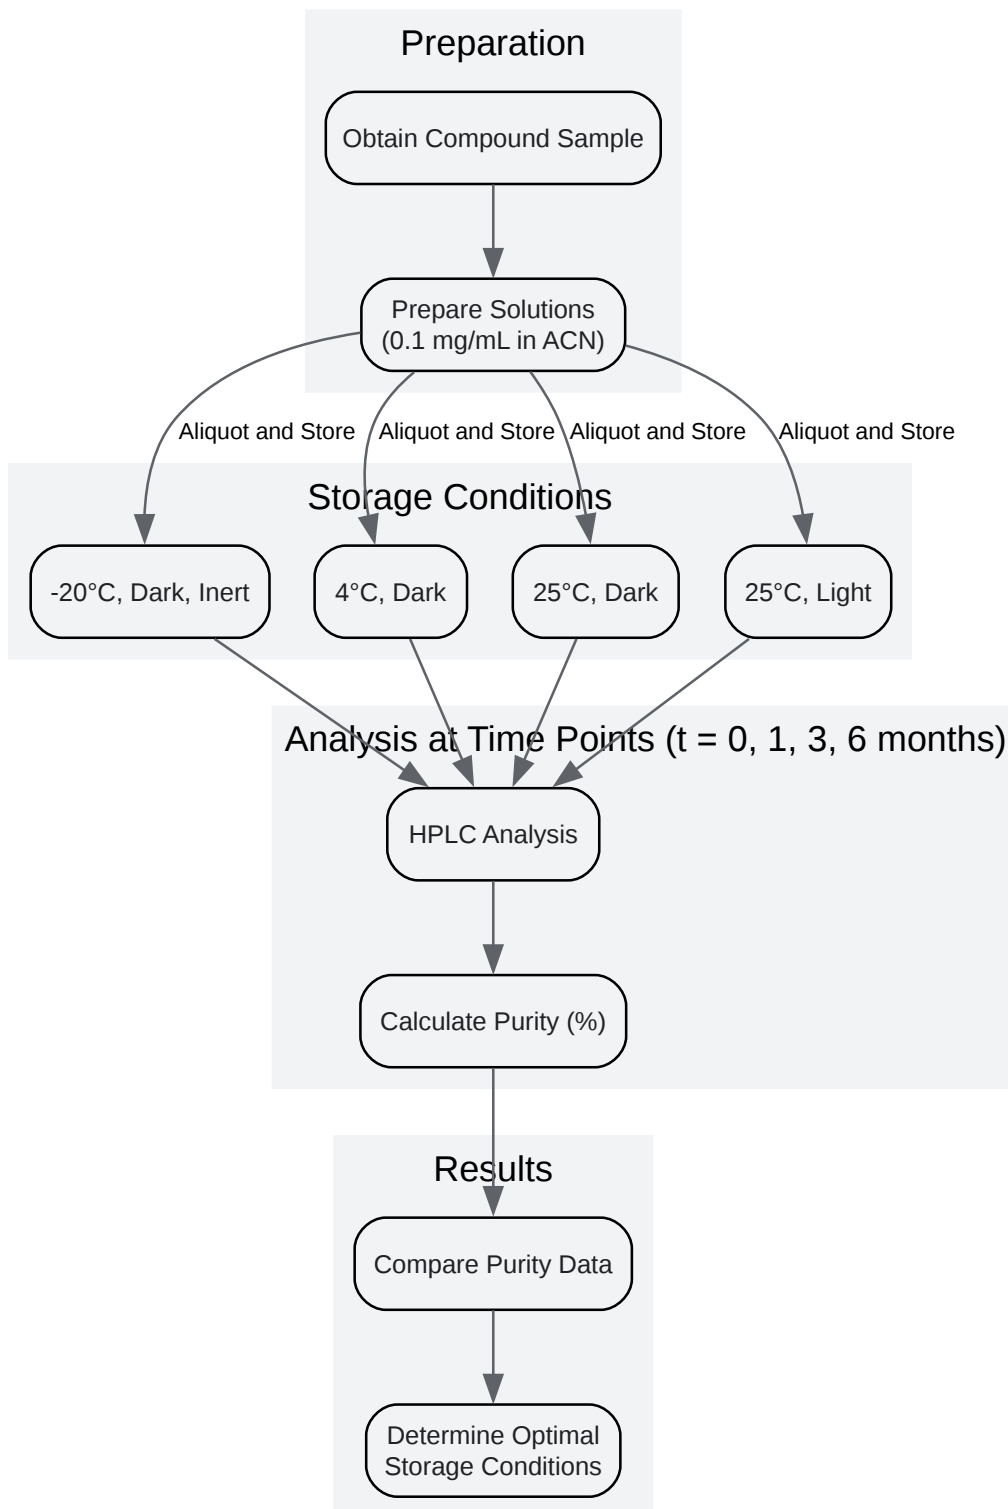 Preparation
Obtain Compound Sample
Prepare Solutions
(0.1 mg/mL in ACN)
Aliquot and Store
Aliquot and Store
Aliquot and Store
Aliquot and Store
Storage Conditions
-20°C, Dark, Inert
4°C, Dark
25°C, Dark
25°C, Light
Analysis at Time Points (t = 0, 1, 3, 6 months)
HPLC Analysis
Calculate Purity (%)
Results
Compare Purity Data
Determine Optimal
Storage Conditions